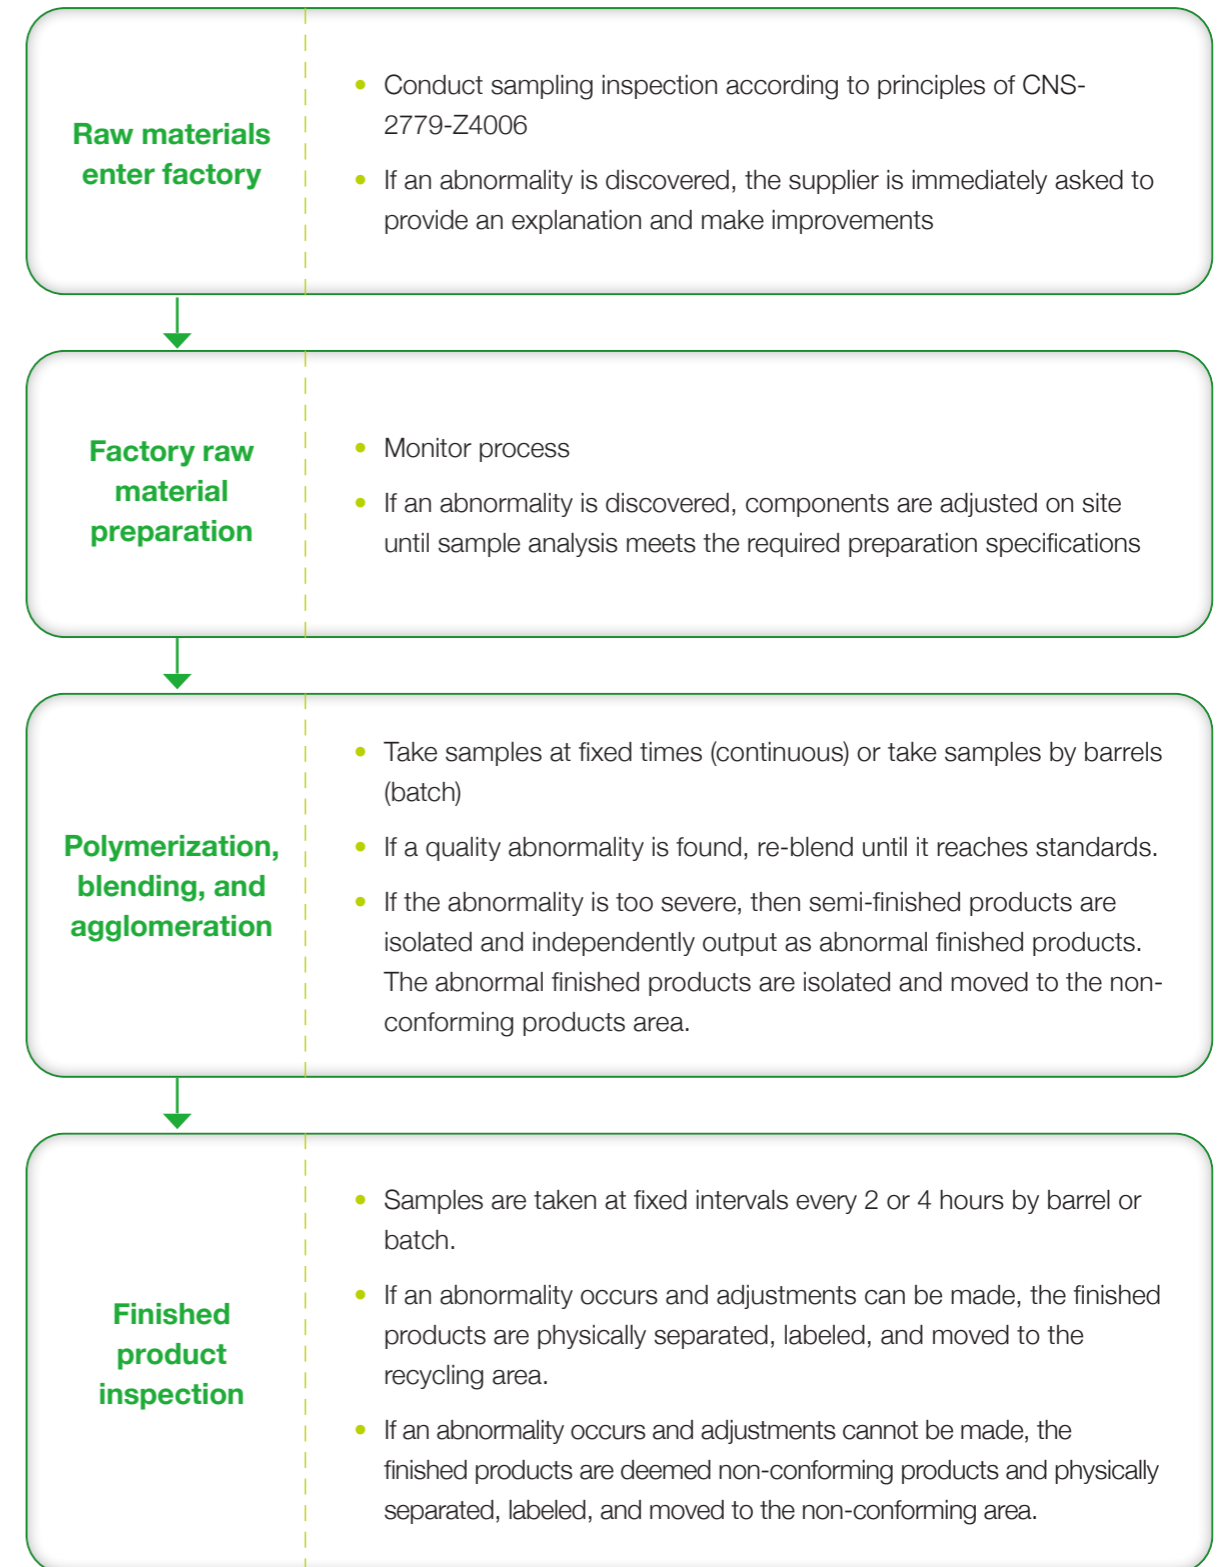 Raw materials
enter factory
• Conduct sampling inspection according to principles of CNS-
2779-Z4006
• If an abnormality is discovered, the supplier is immediately asked to
provide an explanation and make improvements
Factory raw
material
preparation
• Monitor process
• If an abnormality is discovered, components are adjusted on site
until sample analysis meets the required preparation specifications
Polymerization,
blending, and
agglomeration
• Take samples at fixed times (continuous) or take samples by barrels
(batch)
• If a quality abnormality is found, re-blend until it reaches standards.
• If the abnormality is too severe, then semi-finished products are
isolated and independently output as abnormal finished products.
The abnormal finished products are isolated and moved to the non-
conforming products area.
Finished
product
inspection
• Samples are taken at fixed intervals every 2 or 4 hours by barrel or
batch.
• If an abnormality occurs and adjustments can be made, the finished
products are physically separated, labeled, and moved to the
recycling area.
• If an abnormality occurs and adjustments cannot be made, the
finished products are deemed non-conforming products and physically
separated, labeled, and moved to the non-conforming area.